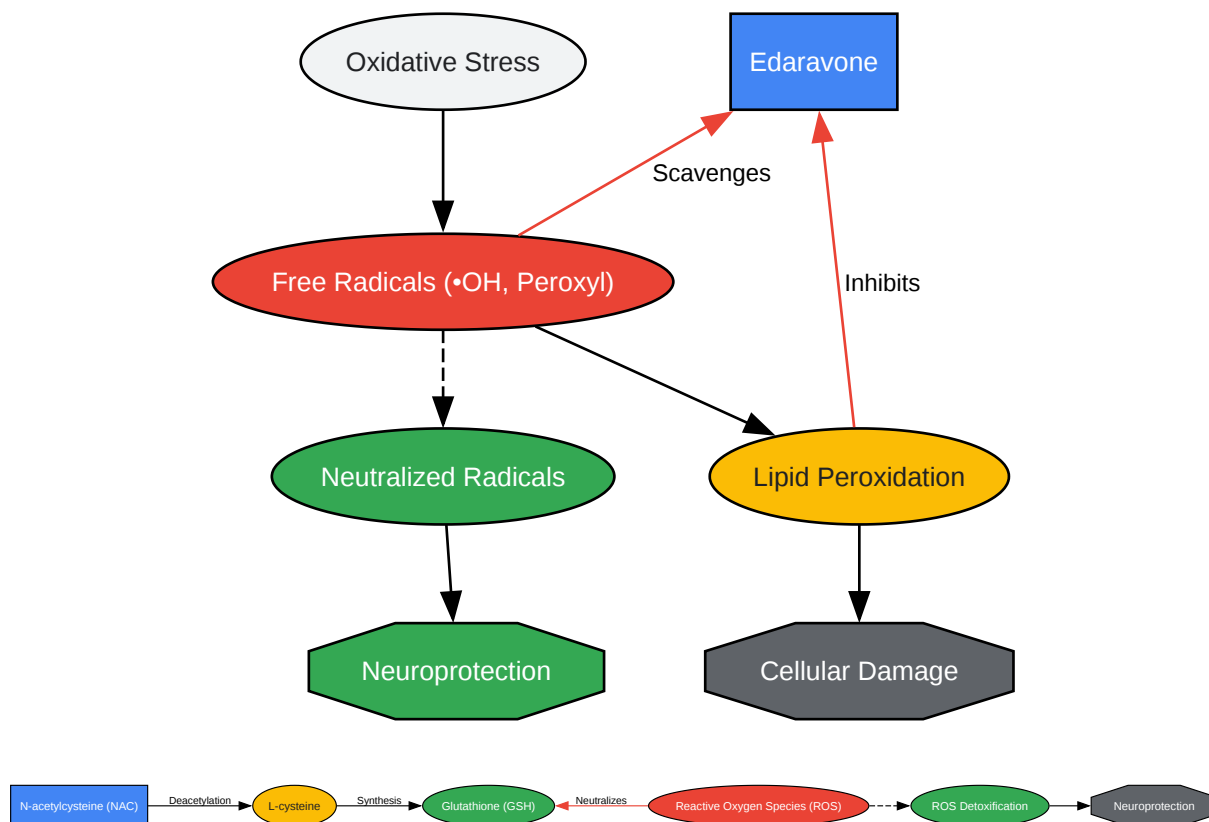 Oxidative Stress
Edaravone
Scavenges
Free Radicals (•OH, Peroxyl)
Inhibits
Neutralized Radicals
Lipid Peroxidation
Neuroprotection
Cellular Damage
N-acetylcysteine (NAC)
Deacetylation
L-cysteine
Synthesis
Glutathione (GSH)
Neutralizes
Reactive Oxygen Species (ROS)
ROS Detoxification
Neuroprotection